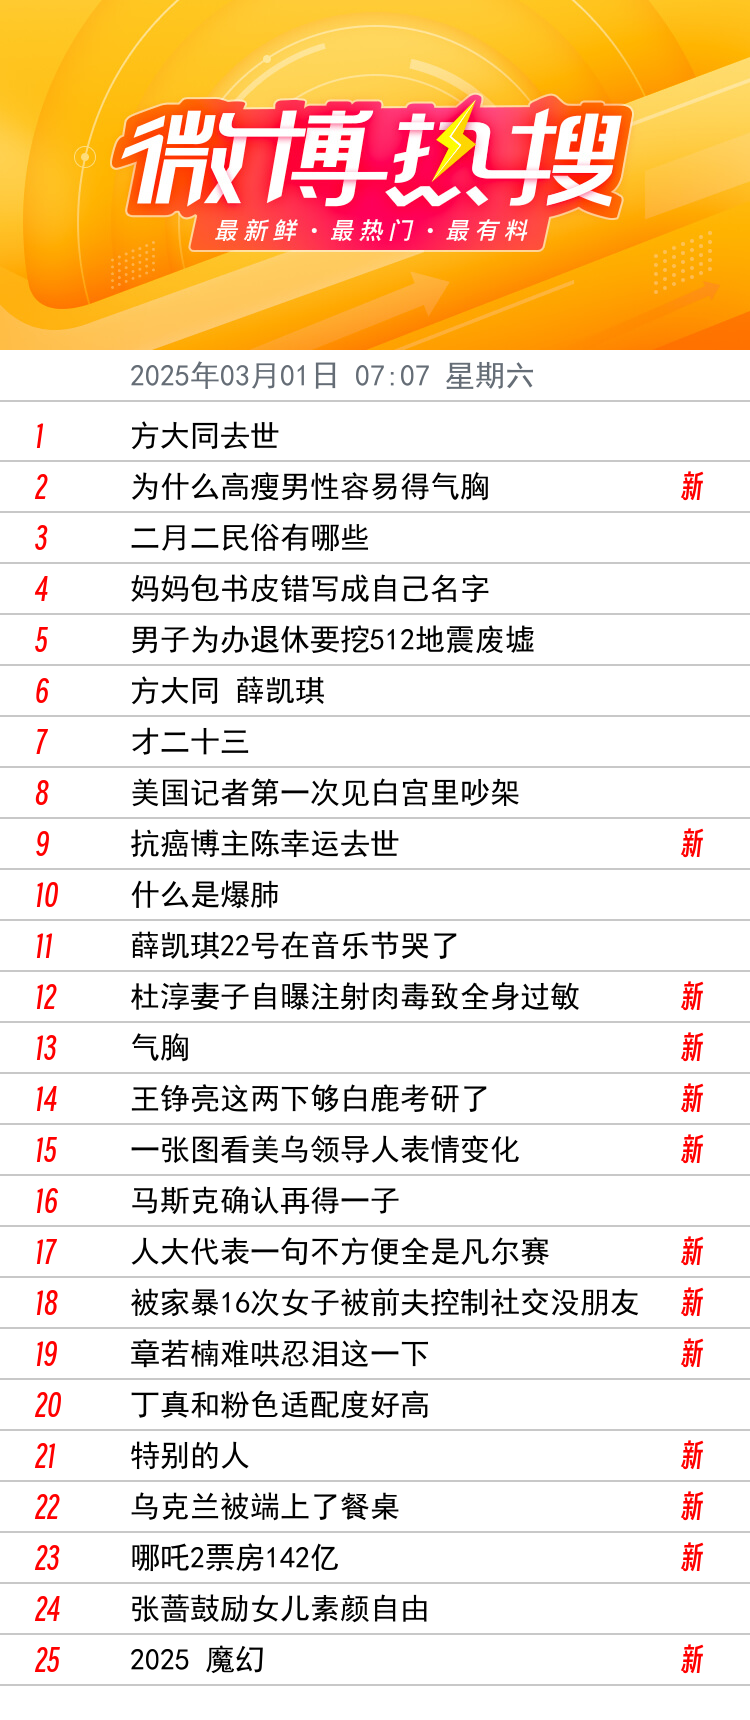 微博热搜
最新鲜·最热门·最有料
2025年03月01日 07:07 星期六
1 方大同去世
2 为什么高瘦男性容易得气胸 新
3 二月二民俗有哪些
4 妈妈包书皮错写成自己名字
5 男子为办退休要挖512地震废墟
6 方大同 薛凯琪
7 才二十三
8 美国记者第一次见白宫里吵架
9 抗癌博主陈幸运去世 新
10 什么是爆肺
11 薛凯琪22号在音乐节哭了
12 杜淳妻子自曝注射肉毒致全身过敏 新
13 气胸 新
14 王铮亮这两下够白鹿考研了 新
15 一张图看美乌领导人表情变化 新
16 马斯克确认再得一子
17 人大代表一句不方便全是凡尔赛 新
18 被家暴16次女子被前夫控制社交没朋友 新
19 章若楠难哄忍泪这一下 新
20 丁真和粉色适配度好高
21 特别的人 新
22 乌克兰被端上了餐桌 新
23 哪吒2票房142亿 新
24 张蔷鼓励女儿素颜自由
25 2025 魔幻 新